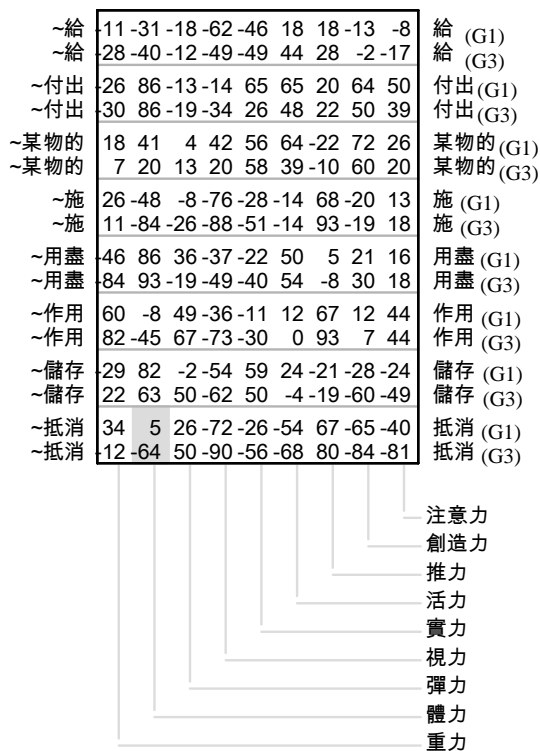 ~給 -11 -31 -18 -62 -46 18 18 -13 -8 給 (G1)
~給 -28 -40 -12 -49 -49 44 28 -2 -17 給 (G3)
~付出 -26 86 -13 -14 65 65 20 64 50 付出 (G1)
~付出 -30 86 -19 -34 26 48 22 50 39 付出 (G3)
~某物的 18 41 4 42 56 64 -22 72 26 某物的 (G1)
~某物的 7 20 13 20 58 39 -10 60 20 某物的 (G3)
~施 26 -48 -8 -76 -28 -14 68 -20 13 施 (G1)
~施 11 -84 -26 -88 -51 -14 93 -19 18 施 (G3)
~用盡 -46 86 36 -37 -22 50 5 21 16 用盡 (G1)
~用盡 -84 93 -19 -49 -40 54 -8 30 18 用盡 (G3)
~作用 60 -8 49 -36 -11 12 67 12 44 作用 (G1)
~作用 82 -45 67 -73 -30 0 93 7 44 作用 (G3)
~儲存 -29 82 -2 -54 59 24 -21 -28 -24 儲存 (G1)
~儲存 22 63 50 -62 50 -4 -19 -60 -49 儲存 (G3)
~抵消 34 5 26 -72 -26 -54 67 -65 -40 抵消 (G1)
~抵消 -12 -64 50 -90 -56 -68 80 -84 -81 抵消 (G3)
注意力
創造力
推力
活力
實力
視力
彈力
體力
重力